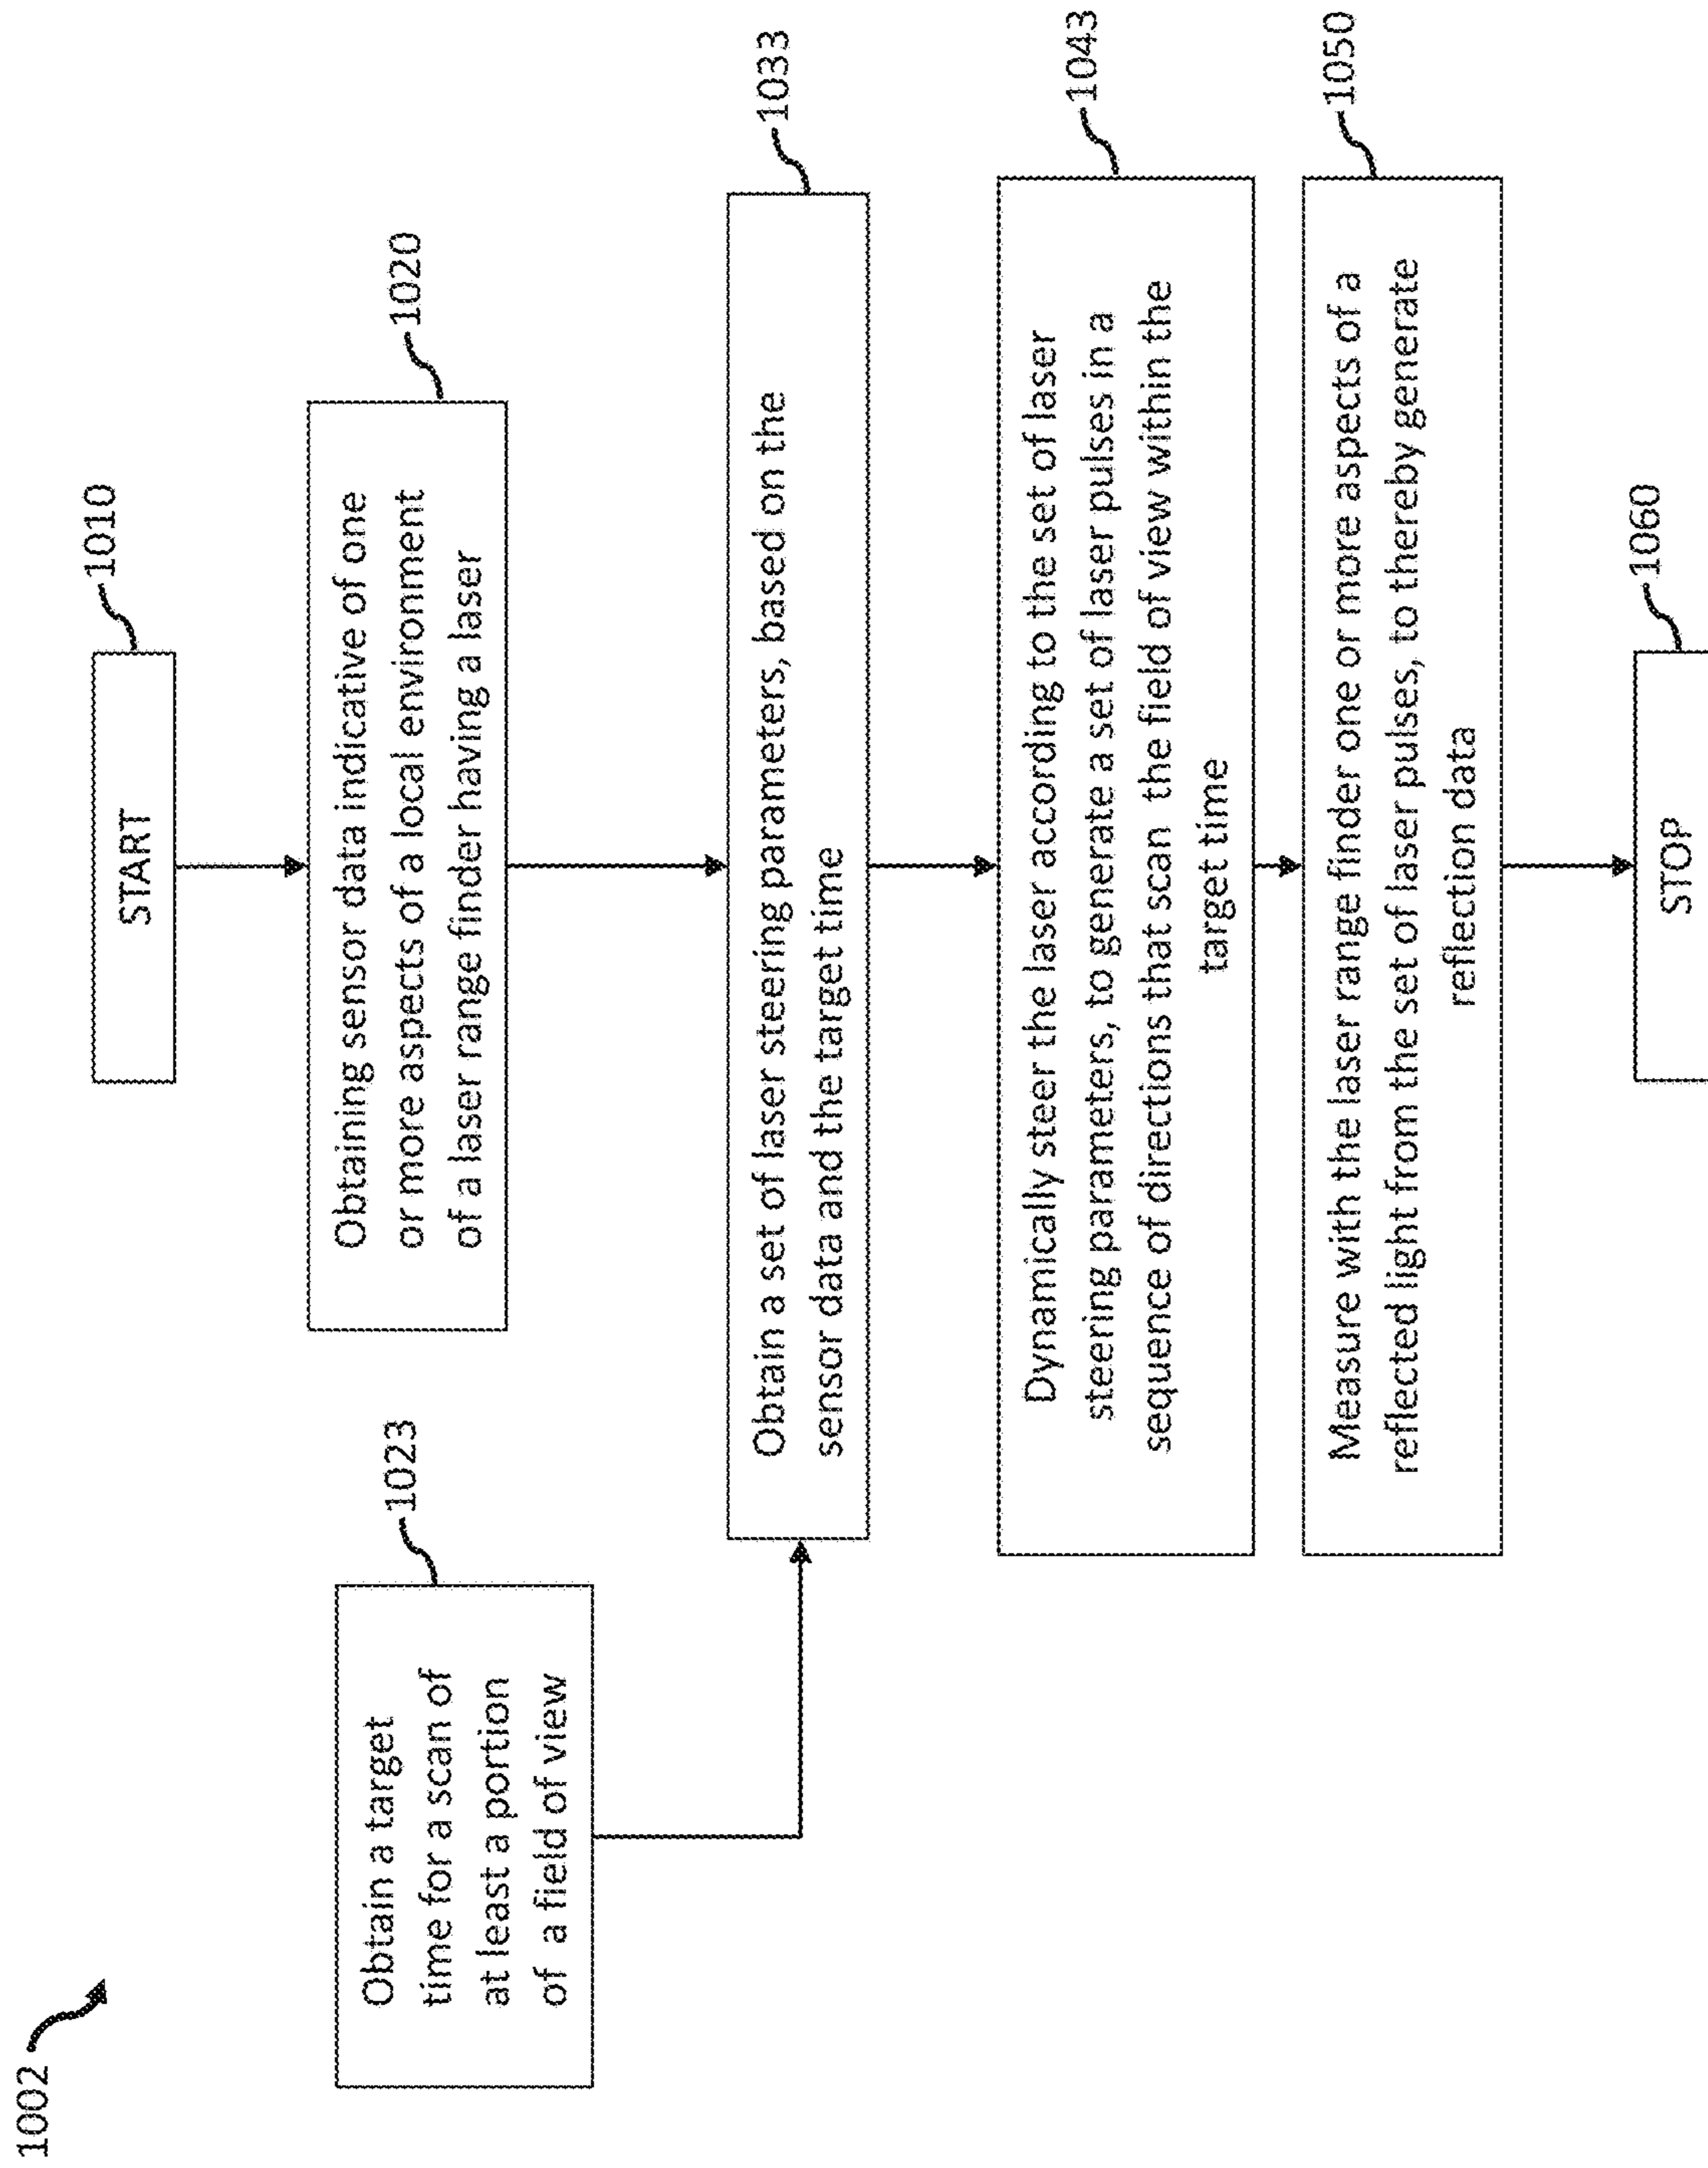 1002
START
1010
Obtaining sensor data indicative of one
or more aspects of a local environment
of a laser range finder having a laser
1020
Obtain a target
time for a scan of
at least a portion
of a field of view
1023
Obtain a set of laser steering parameters, based on the
sensor data and the target time
1033
Dynamically steer the laser according to the set of laser
steering parameters, to generate a set of laser pulses in a
sequence of directions that scan the field of view within the
target time
1043
Measure with the laser range finder one or more aspects of a
reflected light from the set of laser pulses, to thereby generate
reflection data
1050
STOP
1060